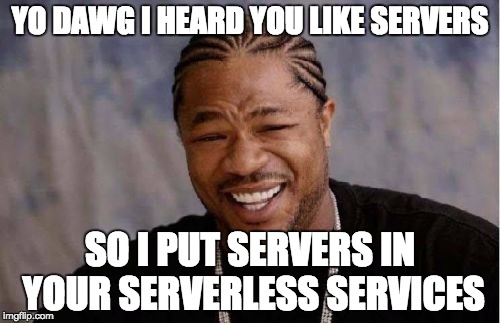 YO DAWG I HEARD YOU LIKE SERVERS
SO I PUT SERVERS IN
YOUR SERVERLESS SERVICES
imgflip.com